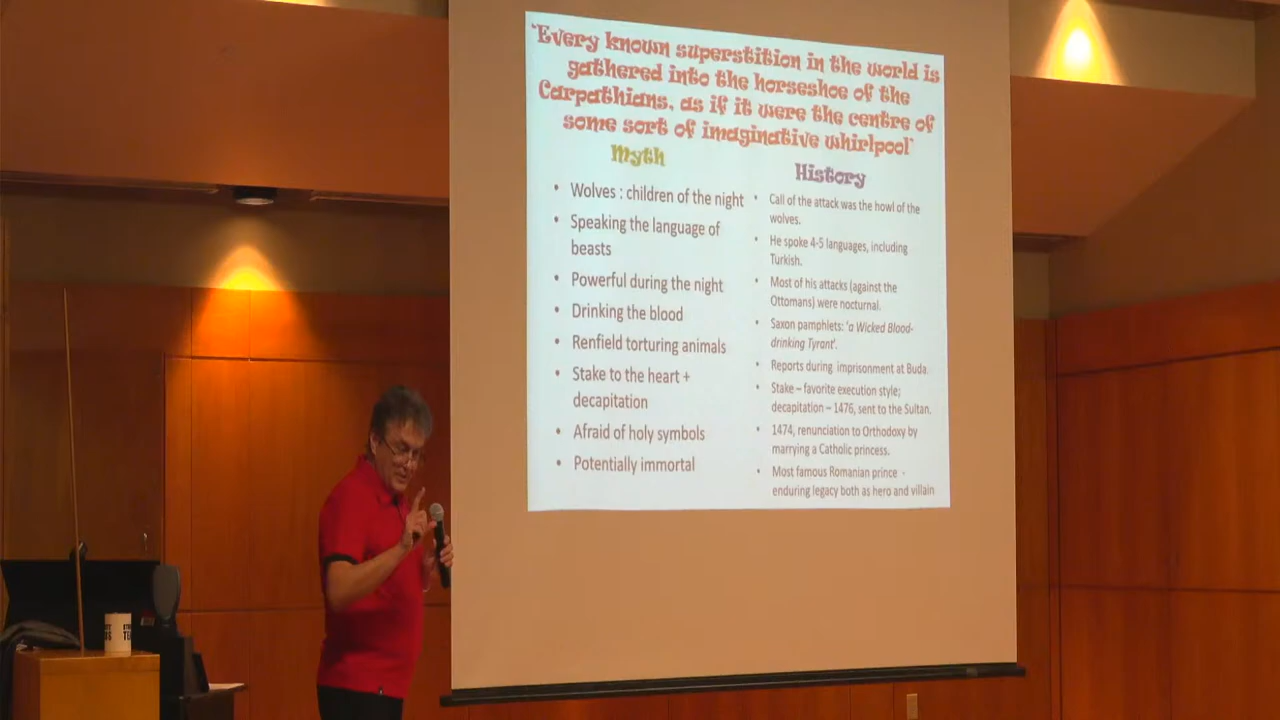 'Every known superstition in the world is
gathered into the horseshoe of the
Carpathians, as if it were the centre of
some sort of imaginative whirlpool'
Myth
• Wolves : children of the night
• Speaking the language of
beasts
• Powerful during the night
• Drinking the blood
• Renfield torturing animals
• Stake to the heart +
decapitation
• Afraid of holy symbols
• Potentially immortal
History
• Call of the attack was the howl of the
wolves.
• He spoke 4-5 languages, including
Turkish.
• Most of his attacks (against the
Ottomans) were nocturnal.
• Saxon pamphlets: 'a Wicked Blood-
drinking Tyrant'.
• Reports during imprisonment at Buda.
• Stake – favorite execution style;
decapitation – 1476, sent to the Sultan.
• 1474, renunciation to Orthodoxy by
marrying a Catholic princess.
• Most famous Romanian prince -
enduring legacy both as hero and villain